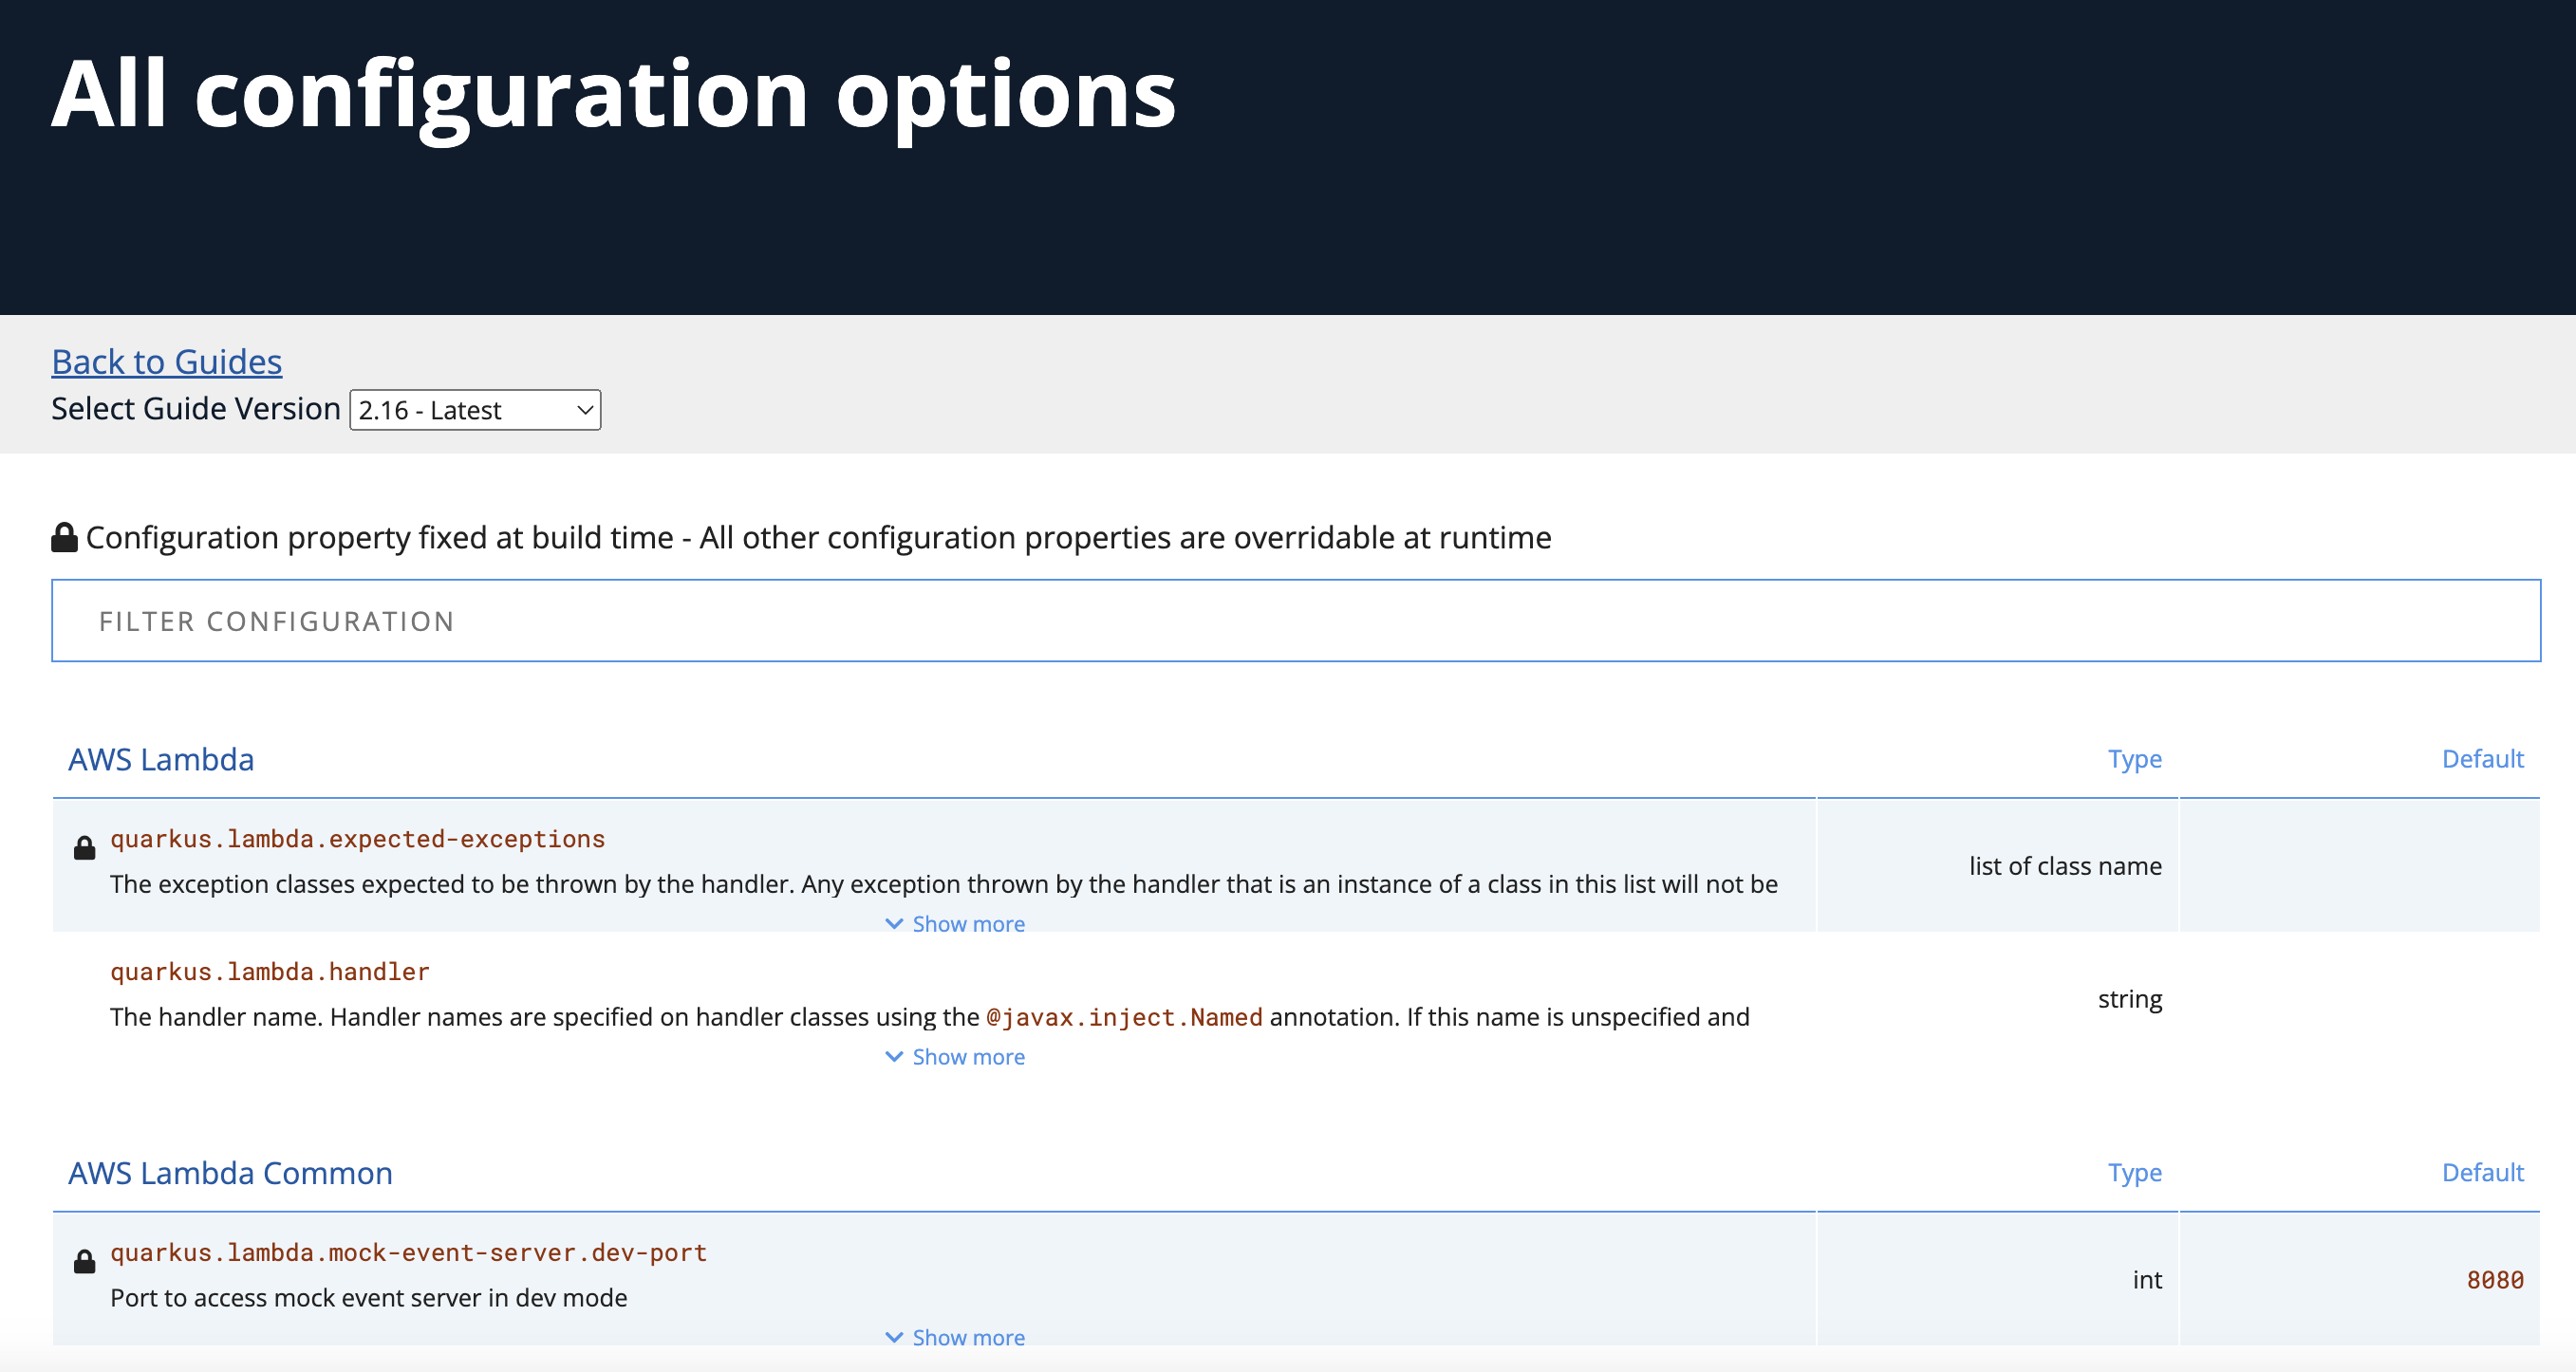 All configuration options
Back to Guides
Select Guide Version 2.16 - Latest
Configuration property fixed at build time - All other configuration properties are overridable at runtime
FILTER CONFIGURATION
AWS Lambda Type Default
quarkus.lambda.expected-exceptions
The exception classes expected to be thrown by the handler. Any exception thrown by the handler that is an instance of a class in this list will not be
list of class name
Show more
quarkus.lambda.handler
The handler name. Handler names are specified on handler classes using the @javax.inject.Named annotation. If this name is unspecified and
string
Show more
AWS Lambda Common Type Default
quarkus.lambda.mock-event-server.dev-port
Port to access mock event server in dev mode
int 8080
Show more